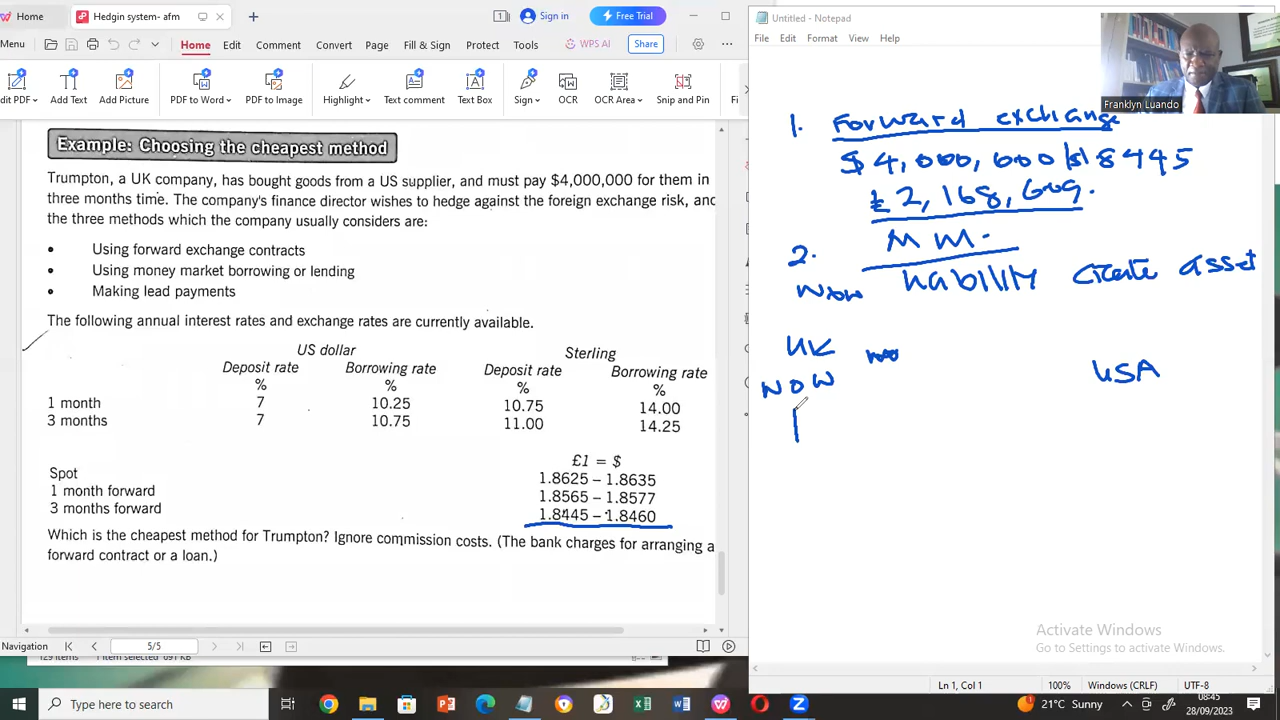 Home
Hedgin system- afm
1
Sign in
Free Trial
Menu
Home Edit Comment Convert Page Fill & Sign Protect Tools WPS AI Share
Edit PDF Add Text Add Picture PDF to Word PDF to Image Highlight Text comment Text Box Sign OCR OCR Area Snip and Pin
Example: Choosing the cheapest method
Trumpton, a UK company, has bought goods from a US supplier, and must pay $4,000,000 for them in
three months time. The company's finance director wishes to hedge against the foreign exchange risk, and
the three methods which the company usually considers are:
• Using forward exchange contracts
• Using money market borrowing or lending
• Making lead payments
The following annual interest rates and exchange rates are currently available.
US dollar Sterling
Deposit rate Borrowing rate Deposit rate Borrowing rate
% % % %
1 month 7 10.25 10.75 14.00
3 months 7 10.75 11.00 14.25
£1 = $
Spot 1.8625 – 1.8635
1 month forward 1.8565 – 1.8577
3 months forward 1.8445 – 1.8460
Which is the cheapest method for Trumpton? Ignore commission costs. (The bank charges for arranging a
forward contract or a loan.)
Navigation 5/5
1 item selected 691 KB
Untitled - Notepad
File Edit Format View Help
Franklyn Luando
1. Forward exchange
$4,000,000/$1.8445
£2,168,609.
2. MM.
Now liability create asset
UK
USA
NOW
Activate Windows
Go to Settings to activate Windows.
Ln 1, Col 1 100% Windows (CRLF) UTF-8
Type here to search
21°C Sunny
08:45
28/09/2023